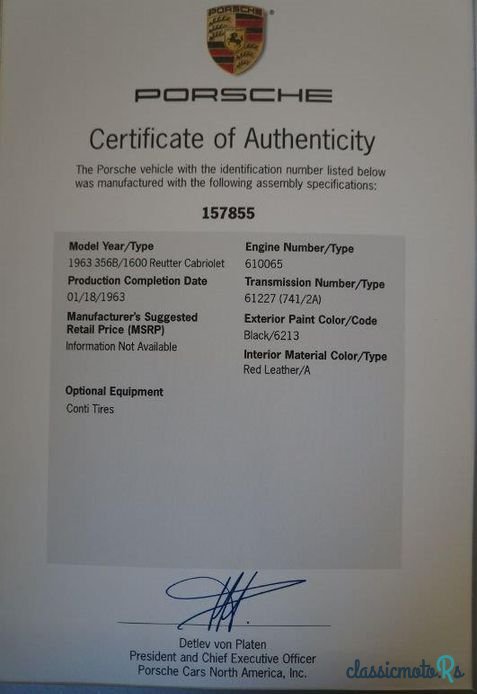 PORSCHE
PORSCHE
Certificate of Authenticity
The Porsche vehicle with the identification number listed below
was manufactured with the following assembly specifications:
157855
Model Year/Type
1963 356B/1600 Reutter Cabriolet
Production Completion Date
01/18/1963
Manufacturer's Suggested
Retail Price (MSRP)
Information Not Available
Engine Number/Type
610065
Transmission Number/Type
61227 (741/2A)
Exterior Paint Color/Code
Black/6213
Interior Material Color/Type
Red Leather/A
Optional Equipment
Conti Tires
Detlev von Platen
President and Chief Executive Officer
Porsche Cars North America, Inc.
classicmoto.Rs